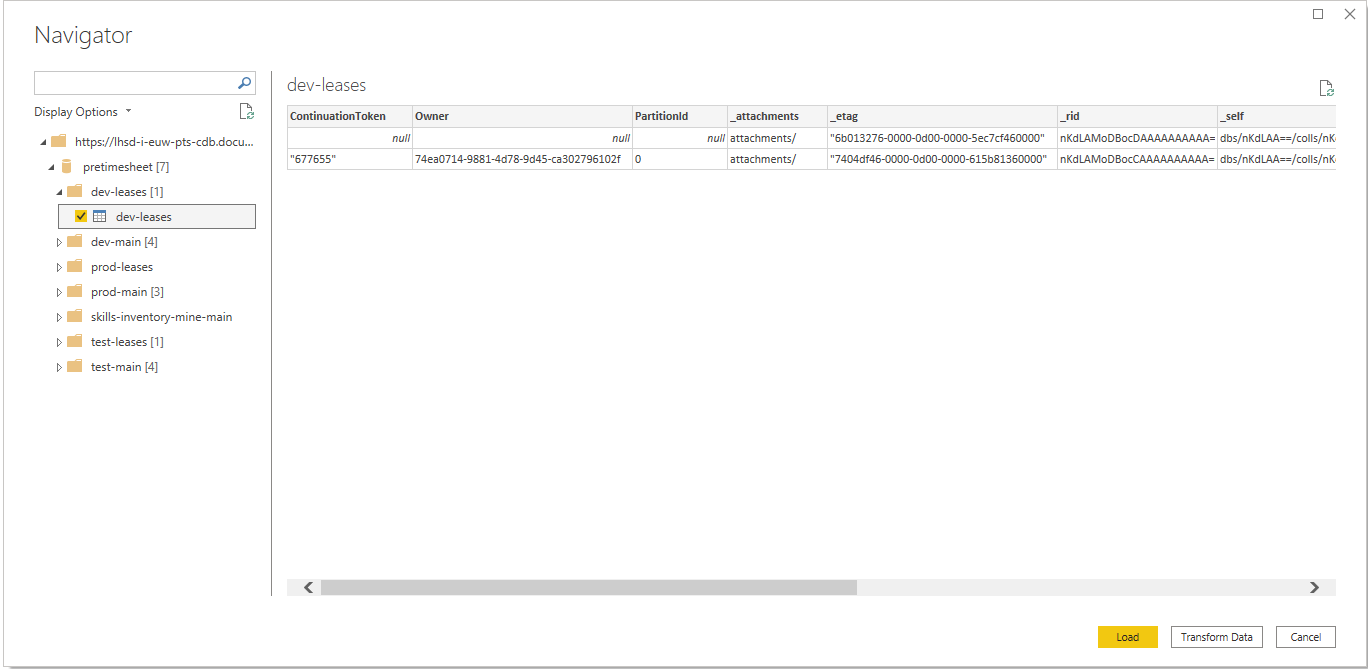 Navigator
Display Options
https://lhsd-i-euw-pts-cdb.docu...
pretimesheet [7]
dev-leases [1]
dev-leases
dev-main [4]
prod-leases
prod-main [3]
skills-inventory-mine-main
test-leases [1]
test-main [4]
dev-leases
ContinuationToken Owner PartitionId _attachments _etag _rid _self
null null null attachments/ "6b013276-0000-0d00-0000-5ec7cf460000" nKdLAMoDBocDAAAAAAAAAA= dbs/nKdLAA==/colls/nK
"677655" 74ea0714-9881-4d78-9d45-ca302796102f 0 attachments/ "7404df46-0000-0d00-0000-615b81360000" nKdLAMoDBocCAAAAAAAAAA= dbs/nKdLAA==/colls/nK
Load Transform Data Cancel